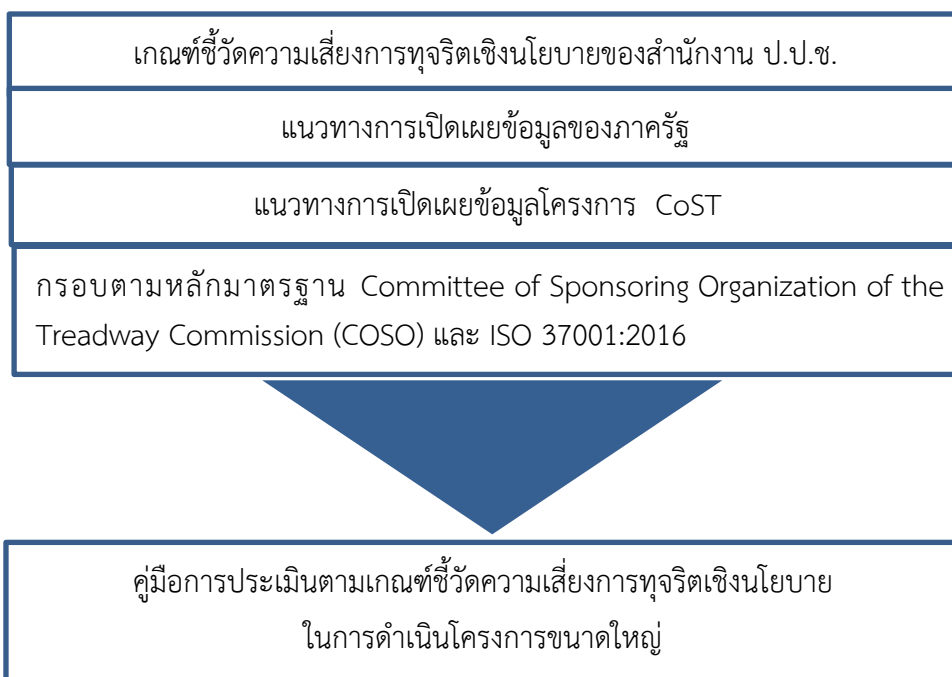 เกณฑ์ชี้วัดความเสี่ยงการทุจริตเชิงนโยบายของสำนักงาน ป.ป.ช.
แนวทางการเปิดเผยข้อมูลของภาครัฐ
แนวทางการเปิดเผยข้อมูลโครงการ CoST
กรอบตามหลักมาตรฐาน Committee of Sponsoring Organization of the
Treadway Commission (COSO) และ ISO 37001:2016
คู่มือการประเมินตามเกณฑ์ชี้วัดความเสี่ยงการทุจริตเชิงนโยบาย
ในการดำเนินโครงการขนาดใหญ่